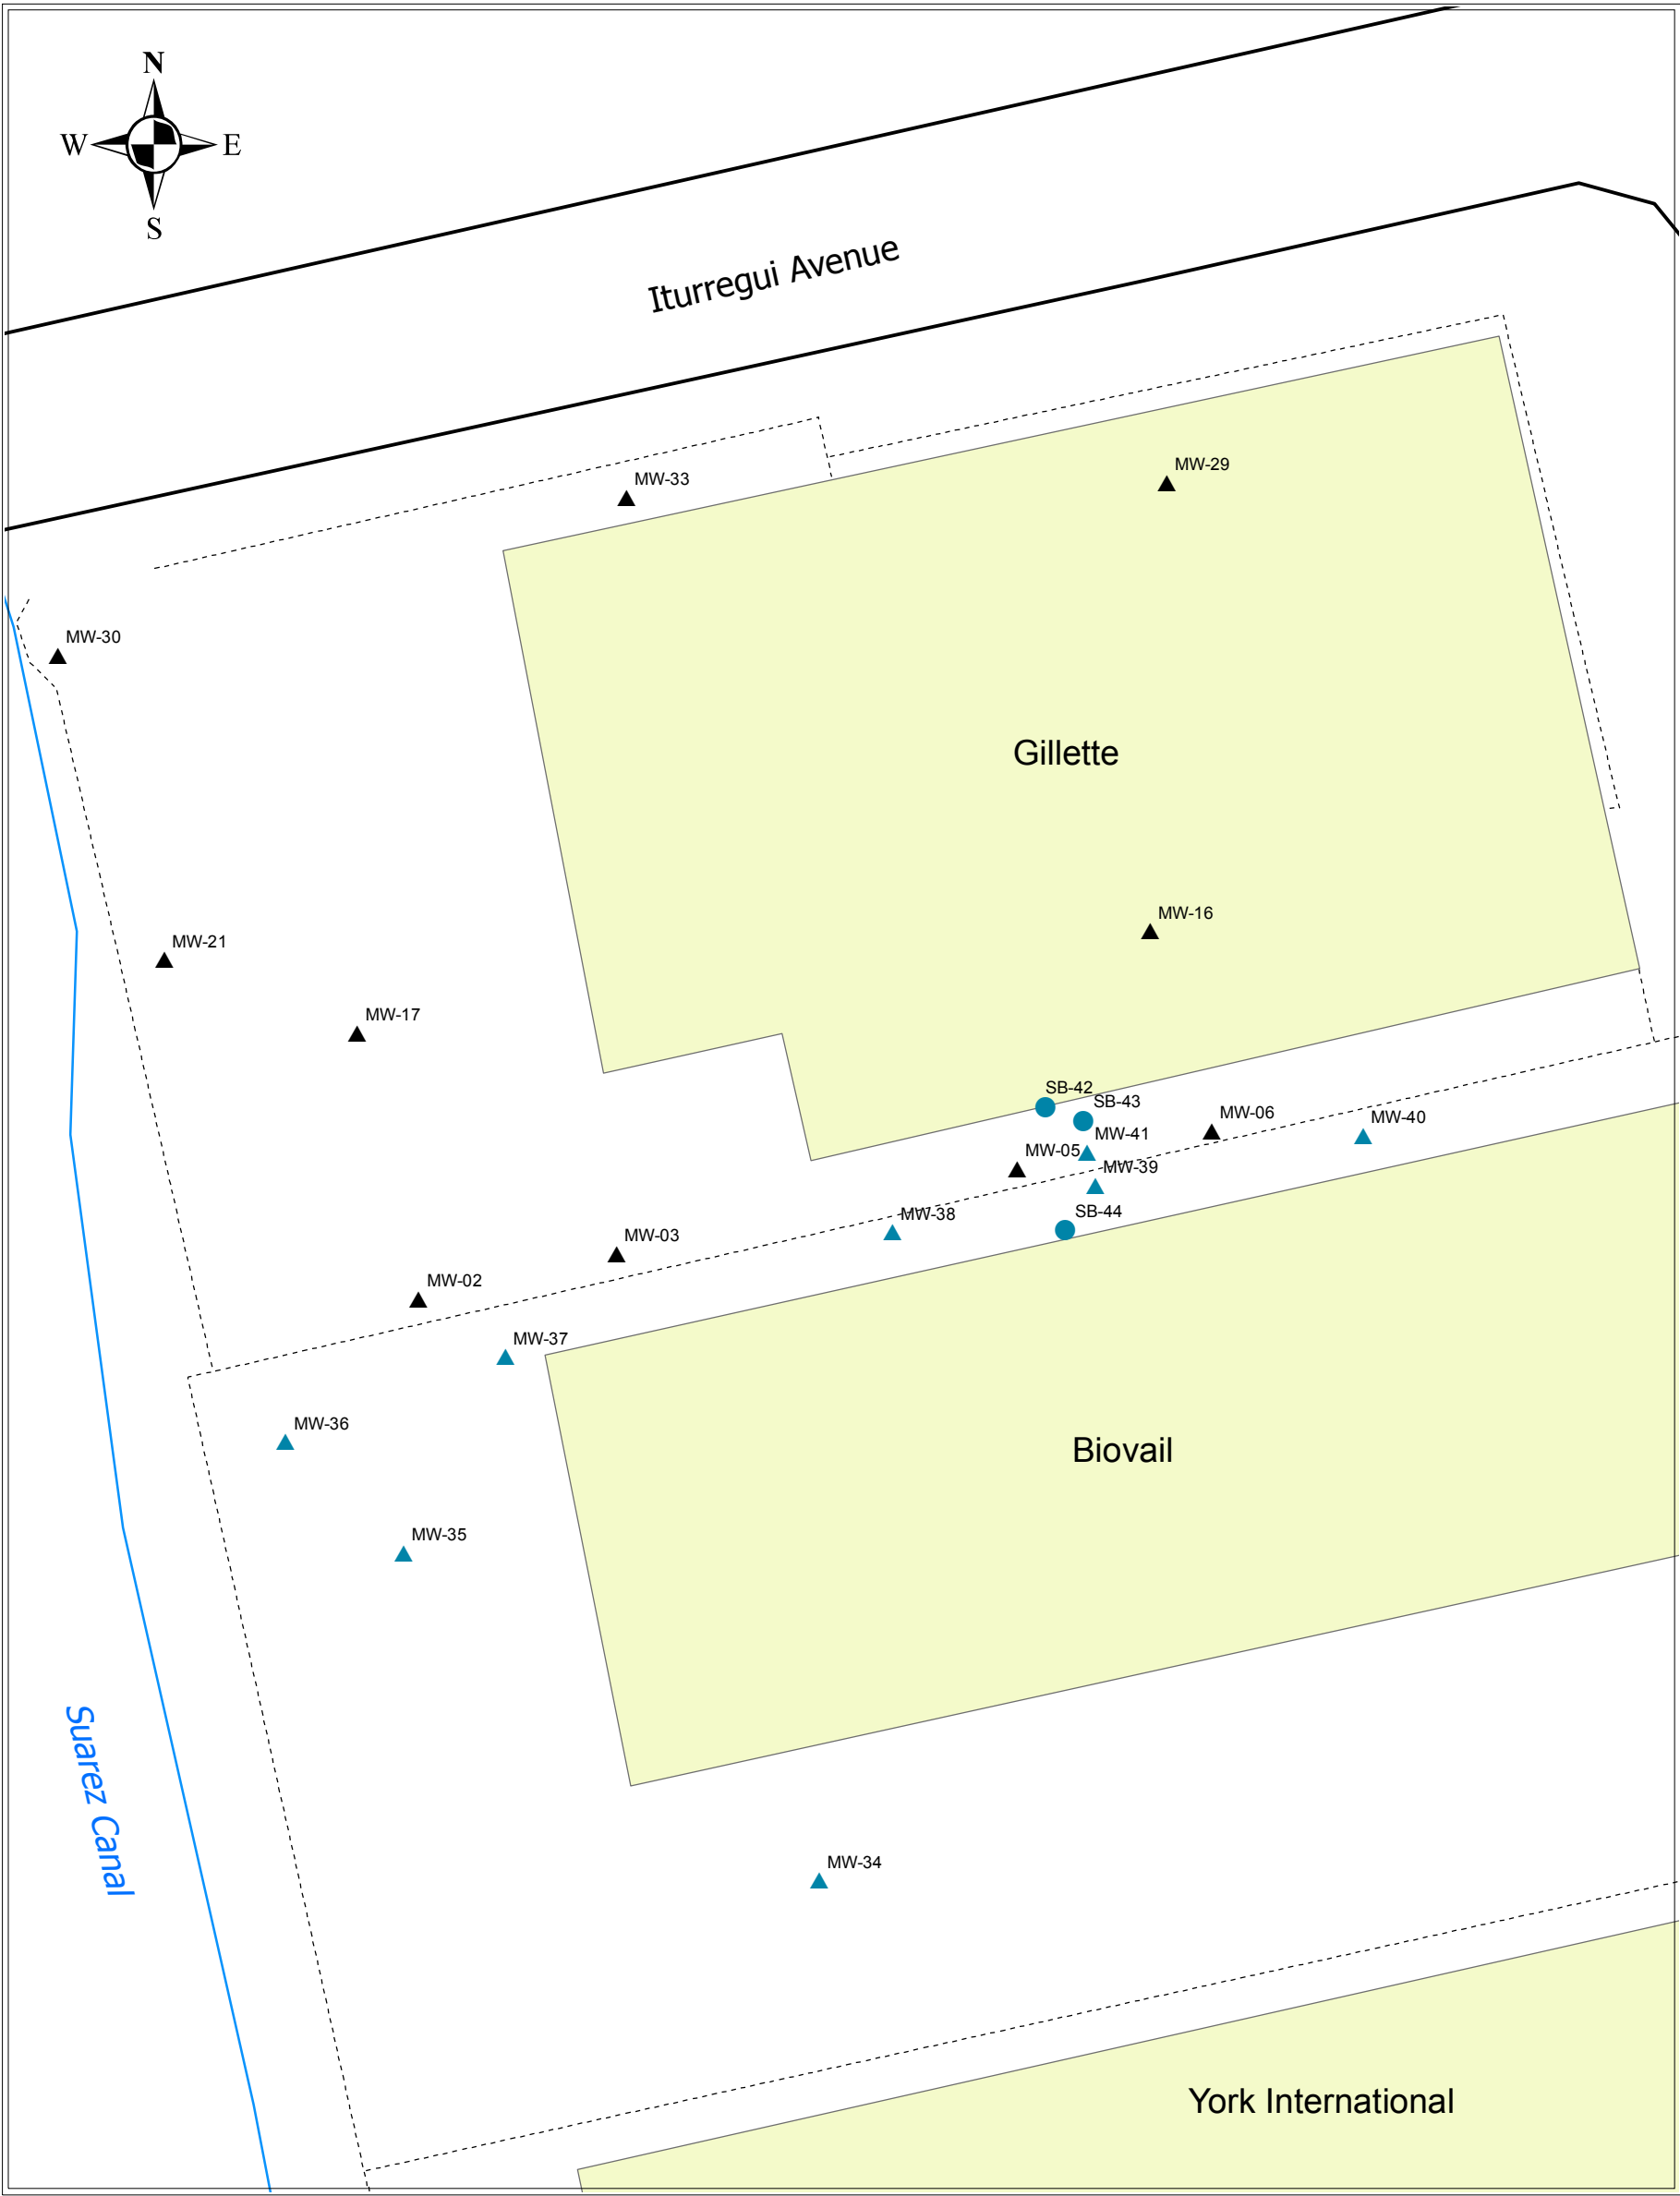 N
W E
S
Iturregui Avenue
MW-29
MW-33
MW-30
Gillette
MW-16
MW-21
MW-17
SB-42
SB-43
MW-06
MW-40
MW-41
MW-05
MW-39
SB-44
MW-38
MW-03
MW-02
MW-37
MW-36
Biovail
MW-35
Suarez Canal
MW-34
York International